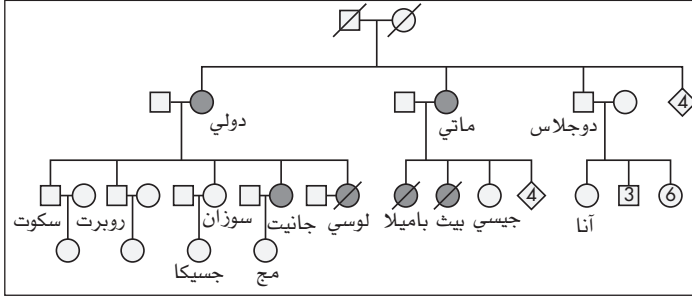 دولي
ماتي
دوجلاس
4
سكوت
روبرت
سوزان
جانيت
لوسي
باميلا
بيث
جيسي
4
آنا
3
6
جسيكا
مج